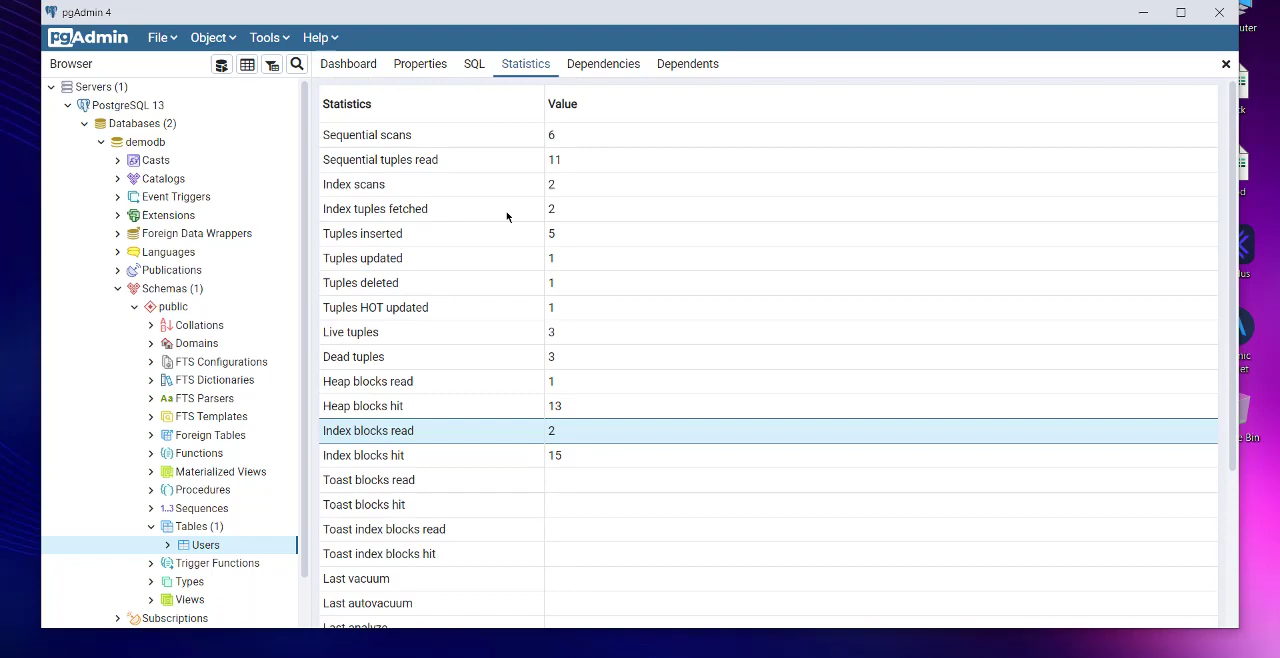 pgAdmin 4
pgAdmin File Object Tools Help
Browser
Dashboard Properties SQL Statistics Dependencies Dependents
Servers (1)
PostgreSQL 13
Databases (2)
demodb
Casts
Catalogs
Event Triggers
Extensions
Foreign Data Wrappers
Languages
Publications
Schemas (1)
public
Collations
Domains
FTS Configurations
FTS Dictionaries
Aa FTS Parsers
FTS Templates
Foreign Tables
Functions
Materialized Views
Procedures
1..3 Sequences
Tables (1)
Users
Trigger Functions
Types
Views
Subscriptions
Statistics Value
Sequential scans 6
Sequential tuples read 11
Index scans 2
Index tuples fetched 2
Tuples inserted 5
Tuples updated 1
Tuples deleted 1
Tuples HOT updated 1
Live tuples 3
Dead tuples 3
Heap blocks read 1
Heap blocks hit 13
Index blocks read 2
Index blocks hit 15
Toast blocks read
Toast blocks hit
Toast index blocks read
Toast index blocks hit
Last vacuum
Last autovacuum
Last analyze